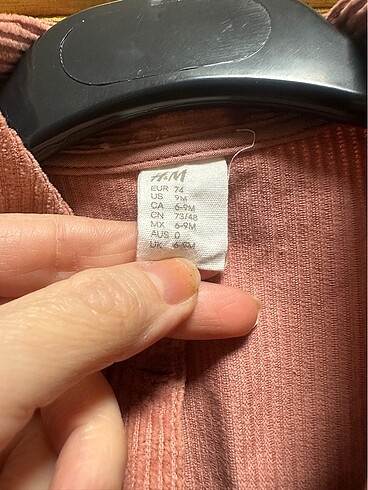 H&M
EUR 74
US 9M
CA 6-9M
CN 73/48
MX 6-9M
AUS 0
UK 6-9M